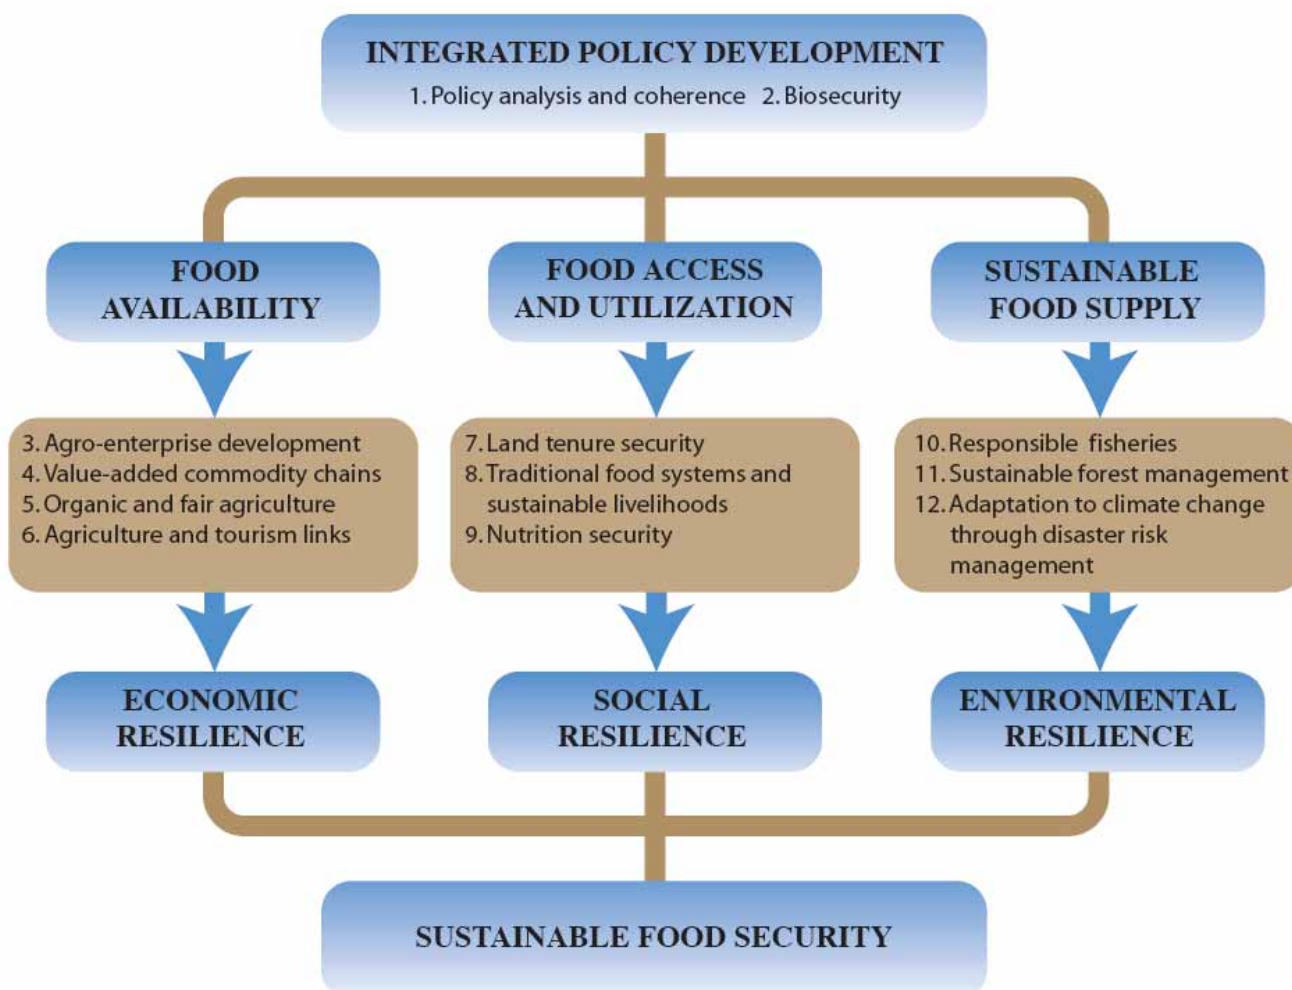 INTEGRATED POLICY DEVELOPMENT
1. Policy analysis and coherence 2. Biosecurity
FOOD
AVAILABILITY
FOOD ACCESS
AND UTILIZATION
SUSTAINABLE
FOOD SUPPLY
3. Agro-enterprise development
4. Value-added commodity chains
5. Organic and fair agriculture
6. Agriculture and tourism links
7. Land tenure security
8. Traditional food systems and
sustainable livelihoods
9. Nutrition security
10. Responsible fisheries
11. Sustainable forest management
12. Adaptation to climate change
through disaster risk
management
ECONOMIC
RESILIENCE
SOCIAL
RESILIENCE
ENVIRONMENTAL
RESILIENCE
SUSTAINABLE FOOD SECURITY